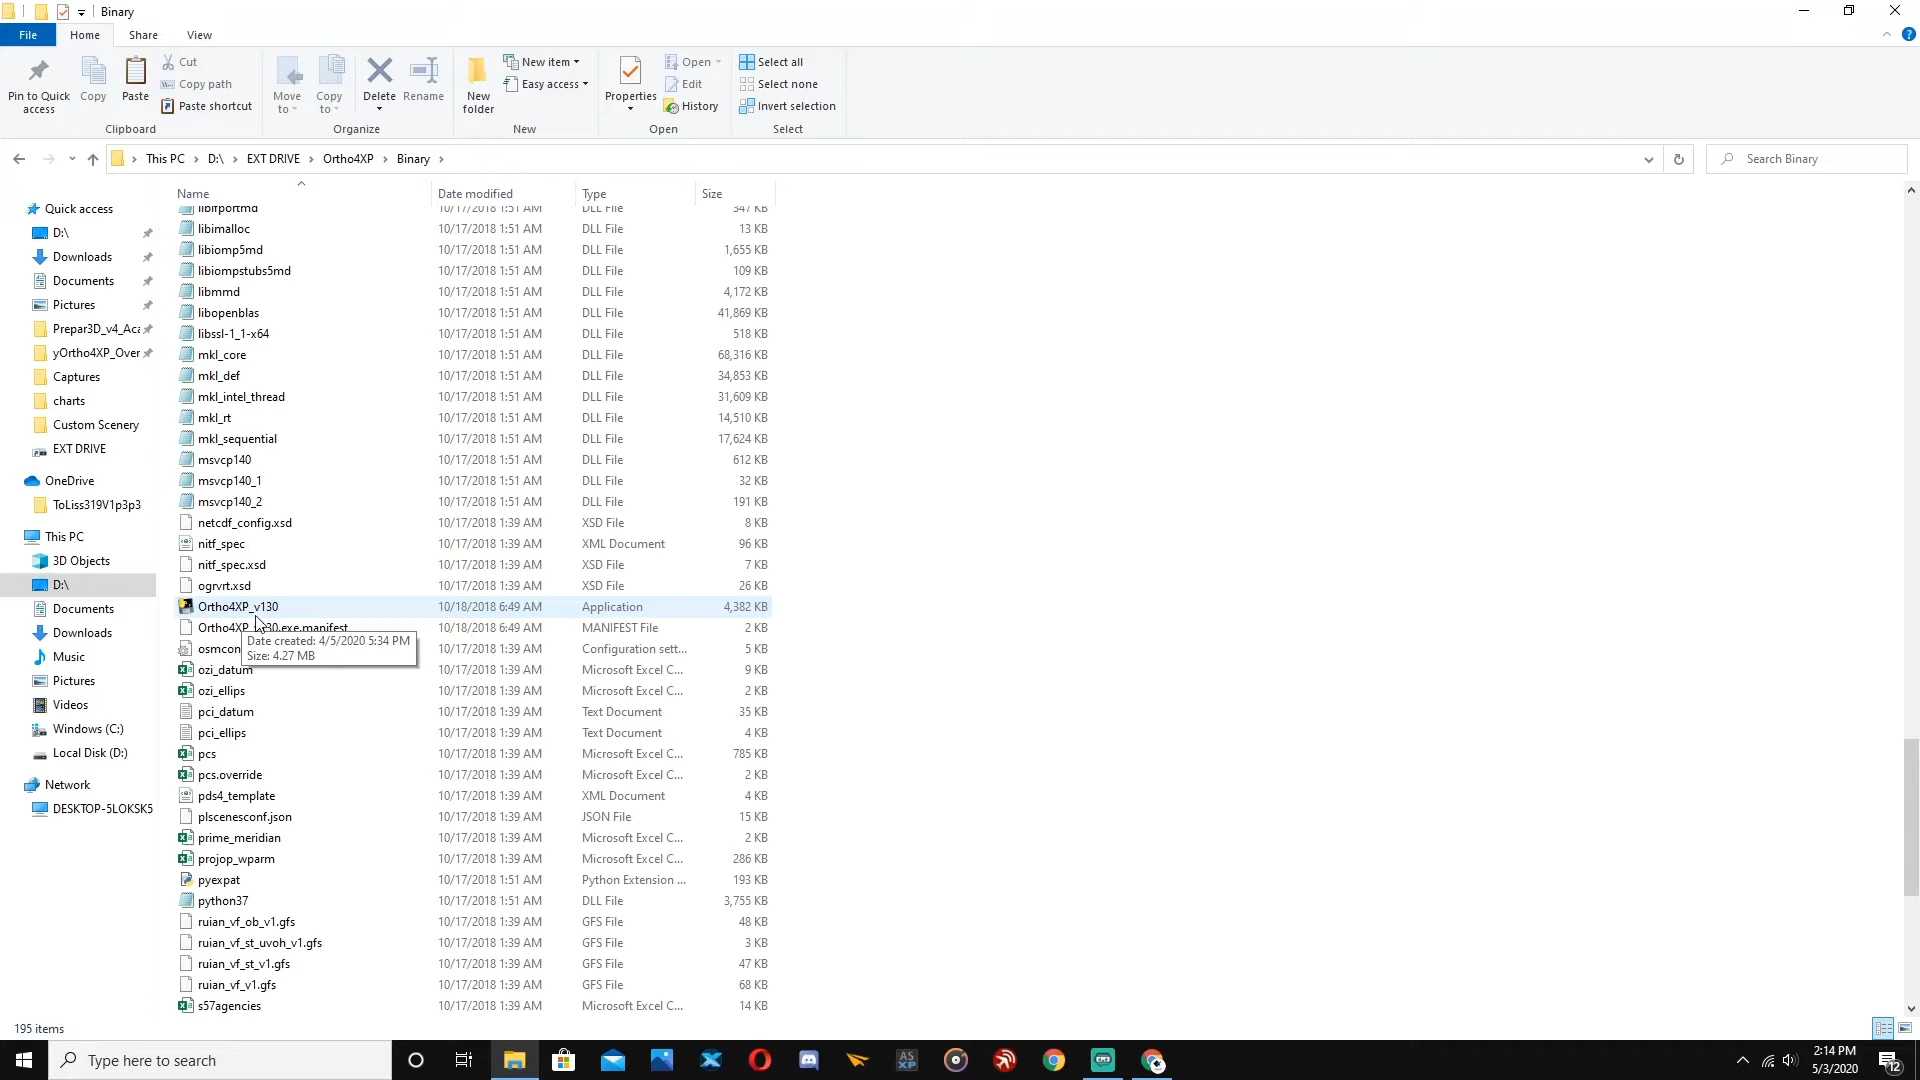 Binary
File Home Share View
Pin to Quick access
Copy
Paste
Cut
Copy path
Paste shortcut
Clipboard
Move to
Copy to
Delete
Rename
Organize
New folder
New item
Easy access
New
Properties
Open
Edit
History
Open
Select all
Select none
Invert selection
Select
This PC › D:\ › EXT DRIVE › Ortho4XP › Binary ›
Search Binary
Quick access
D:\
Downloads
Documents
Pictures
Prepar3D_v4_Aca
yOrtho4XP_Over
Captures
charts
Custom Scenery
EXT DRIVE
OneDrive
ToLiss319V1p3p3
This PC
3D Objects
D:\
Documents
Downloads
Music
Pictures
Videos
Windows (C:)
Local Disk (D:)
Network
DESKTOP-5LOKSK5
Name Date modified Type Size
libifportmd 10/17/2018 1:51 AM DLL File 347 KB
libimalloc 10/17/2018 1:51 AM DLL File 13 KB
libiomp5md 10/17/2018 1:51 AM DLL File 1,655 KB
libiompstubs5md 10/17/2018 1:51 AM DLL File 109 KB
libmmd 10/17/2018 1:51 AM DLL File 4,172 KB
libopenblas 10/17/2018 1:51 AM DLL File 41,869 KB
libssl-1_1-x64 10/17/2018 1:51 AM DLL File 518 KB
mkl_core 10/17/2018 1:51 AM DLL File 68,316 KB
mkl_def 10/17/2018 1:51 AM DLL File 34,853 KB
mkl_intel_thread 10/17/2018 1:51 AM DLL File 31,609 KB
mkl_rt 10/17/2018 1:51 AM DLL File 14,510 KB
mkl_sequential 10/17/2018 1:51 AM DLL File 17,624 KB
msvcp140 10/17/2018 1:51 AM DLL File 612 KB
msvcp140_1 10/17/2018 1:51 AM DLL File 32 KB
msvcp140_2 10/17/2018 1:51 AM DLL File 191 KB
netcdf_config.xsd 10/17/2018 1:39 AM XSD File 8 KB
nitf_spec 10/17/2018 1:39 AM XML Document 96 KB
nitf_spec.xsd 10/17/2018 1:39 AM XSD File 7 KB
ogrvrt.xsd 10/17/2018 1:39 AM XSD File 26 KB
Ortho4XP_v130 10/18/2018 6:49 AM Application 4,382 KB
Ortho4XP 30.exe.manifest 10/18/2018 6:49 AM MANIFEST File 2 KB
Date created: 4/5/2020 5:34 PM
Size: 4.27 MB
osmcon 10/17/2018 1:39 AM Configuration sett... 5 KB
ozi_datum 10/17/2018 1:39 AM Microsoft Excel C... 9 KB
ozi_ellips 10/17/2018 1:39 AM Microsoft Excel C... 2 KB
pci_datum 10/17/2018 1:39 AM Text Document 35 KB
pci_ellips 10/17/2018 1:39 AM Text Document 4 KB
pcs 10/17/2018 1:39 AM Microsoft Excel C... 785 KB
pcs.override 10/17/2018 1:39 AM Microsoft Excel C... 2 KB
pds4_template 10/17/2018 1:39 AM XML Document 4 KB
plscenesconf.json 10/17/2018 1:39 AM JSON File 15 KB
prime_meridian 10/17/2018 1:39 AM Microsoft Excel C... 2 KB
projop_wparm 10/17/2018 1:39 AM Microsoft Excel C... 286 KB
pyexpat 10/17/2018 1:51 AM Python Extension ... 193 KB
python37 10/17/2018 1:51 AM DLL File 3,755 KB
ruian_vf_ob_v1.gfs 10/17/2018 1:39 AM GFS File 48 KB
ruian_vf_st_uvoh_v1.gfs 10/17/2018 1:39 AM GFS File 3 KB
ruian_vf_st_v1.gfs 10/17/2018 1:39 AM GFS File 47 KB
ruian_vf_v1.gfs 10/17/2018 1:39 AM GFS File 68 KB
s57agencies 10/17/2018 1:39 AM Microsoft Excel C... 14 KB
195 items
Type here to search
AS XP
2:14 PM
5/3/2020
12